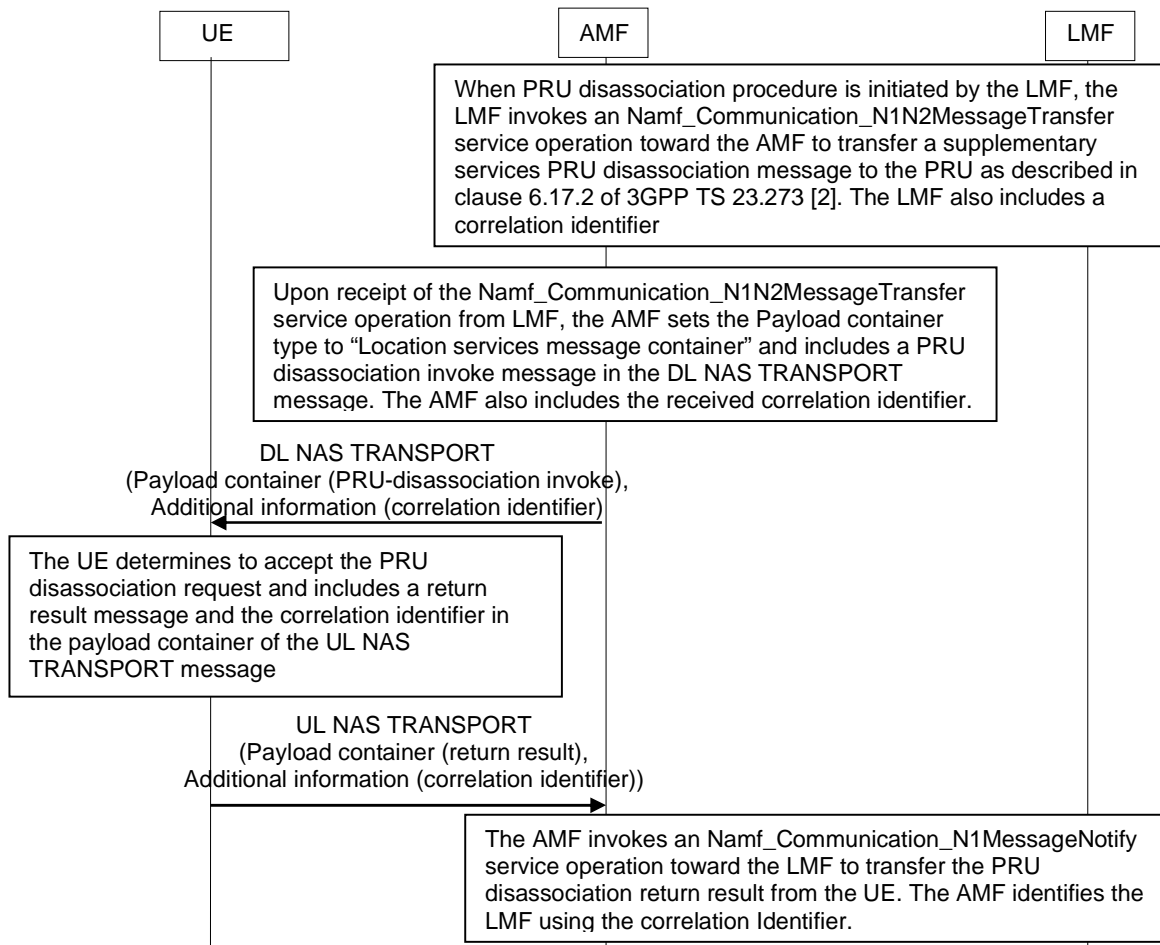 UE
AMF
LMF
When PRU disassociation procedure is initiated by the LMF, the
LMF invokes an Namf_Communication_N1N2MessageTransfer
service operation toward the AMF to transfer a supplementary
services PRU disassociation message to the PRU as described in
clause 6.17.2 of 3GPP TS 23.273 [2]. The LMF also includes a
correlation identifier
Upon receipt of the Namf_Communication_N1N2MessageTransfer
service operation from LMF, the AMF sets the Payload container
type to “Location services message container” and includes a PRU
disassociation invoke message in the DL NAS TRANSPORT
message. The AMF also includes the received correlation identifier.
DL NAS TRANSPORT
(Payload container (PRU-disassociation invoke),
Additional information (correlation identifier)
The UE determines to accept the PRU
disassociation request and includes a return
result message and the correlation identifier in
the payload container of the UL NAS
TRANSPORT message
UL NAS TRANSPORT
(Payload container (return result),
Additional information (correlation identifier))
The AMF invokes an Namf_Communication_N1MessageNotify
service operation toward the LMF to transfer the PRU
disassociation return result from the UE. The AMF identifies the
LMF using the correlation Identifier.